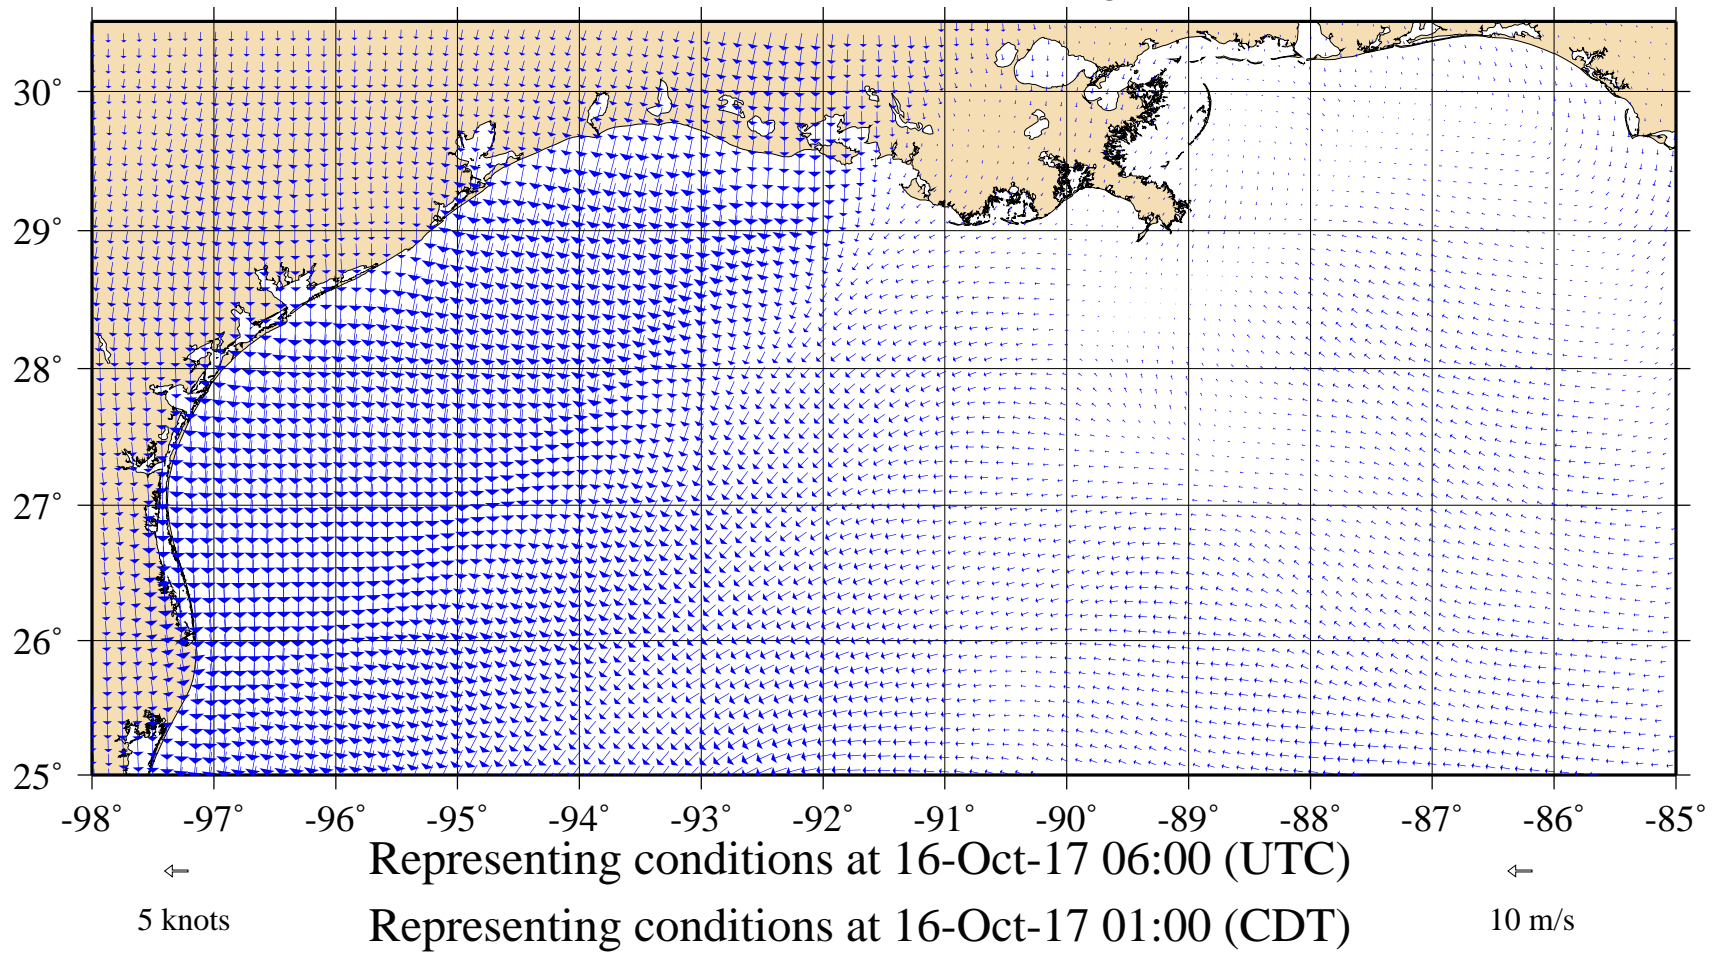 30°
29°
28°
27°
26°
25°
-98° -97° -96° -95° -94° -93° -92° -91° -90° -89° -88° -87° -86° -85°
Representing conditions at 16-Oct-17 06:00 (UTC)
5 knots
Representing conditions at 16-Oct-17 01:00 (CDT)
10 m/s